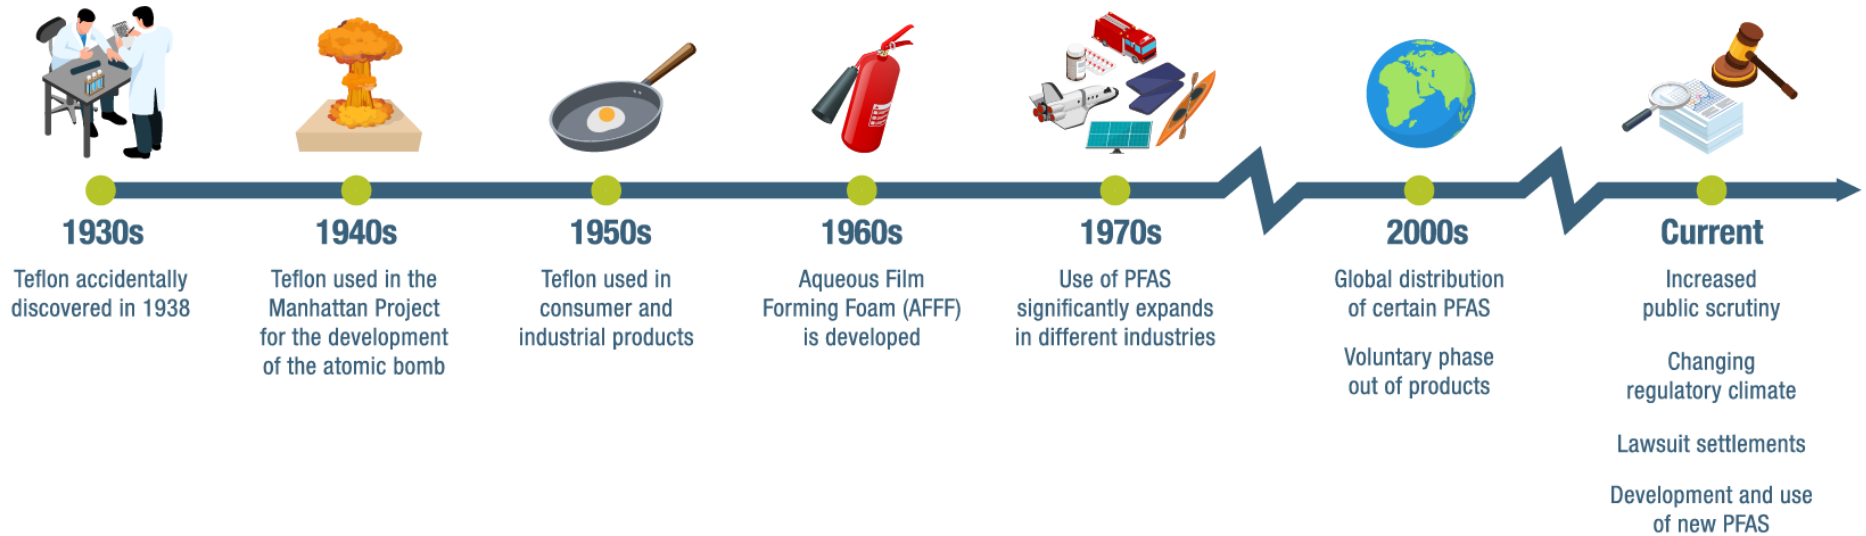 1930s
Teflon accidentally
discovered in 1938
1940s
Teflon used in the
Manhattan Project
for the development
of the atomic bomb
1950s
Teflon used in
consumer and
industrial products
1960s
Aqueous Film
Forming Foam (AFFF)
is developed
1970s
Use of PFAS
significantly expands
in different industries
2000s
Global distribution
of certain PFAS
Voluntary phase
out of products
Current
Increased
public scrutiny
Changing
regulatory climate
Lawsuit settlements
Development and use
of new PFAS